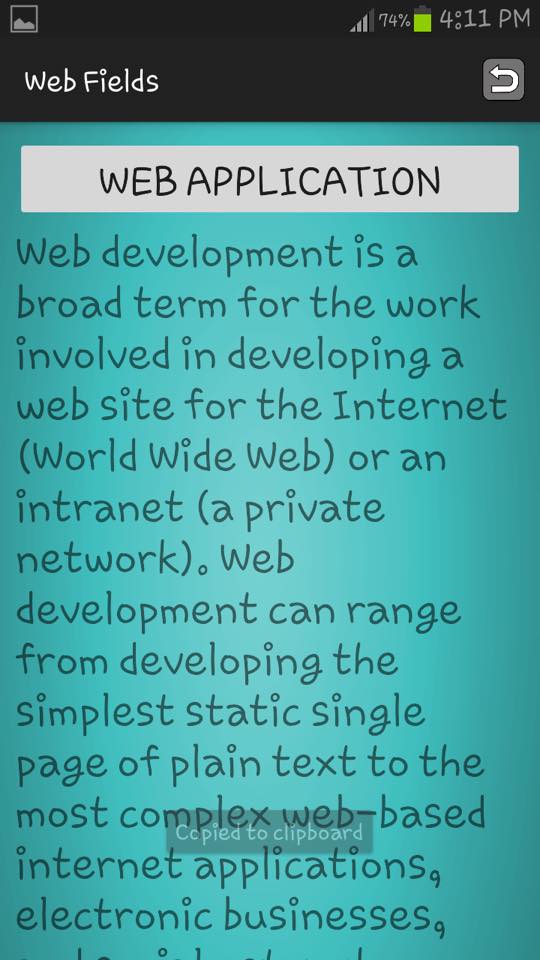 74% 4:11 PM
Web Fields
WEB APPLICATION
Web development is a
broad term for the work
involved in developing a
web site for the Internet
(World Wide Web) or an
intranet (a private
network). Web
development can range
from developing the
simplest static single
page of plain text to the
most complex web-based
Copied to clipboard
internet applications,
electronic businesses,